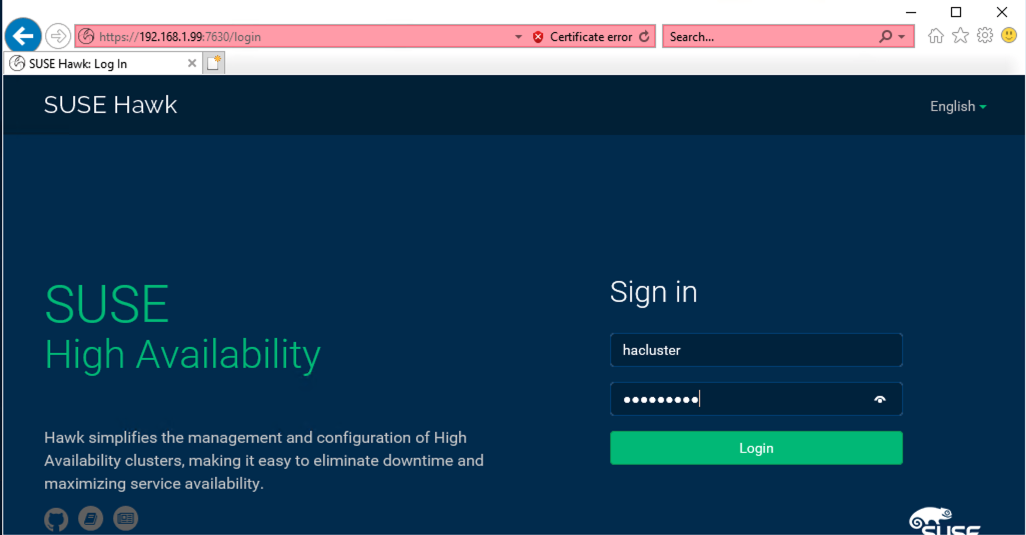 https://192.168.1.99:7630/login
Certificate error
Search...
SUSE Hawk: Log In
SUSE Hawk
English
SUSE
High Availability
Sign in
hacluster
Login
Hawk simplifies the management and configuration of High
Availability clusters, making it easy to eliminate downtime and
maximizing service availability.
SUSE